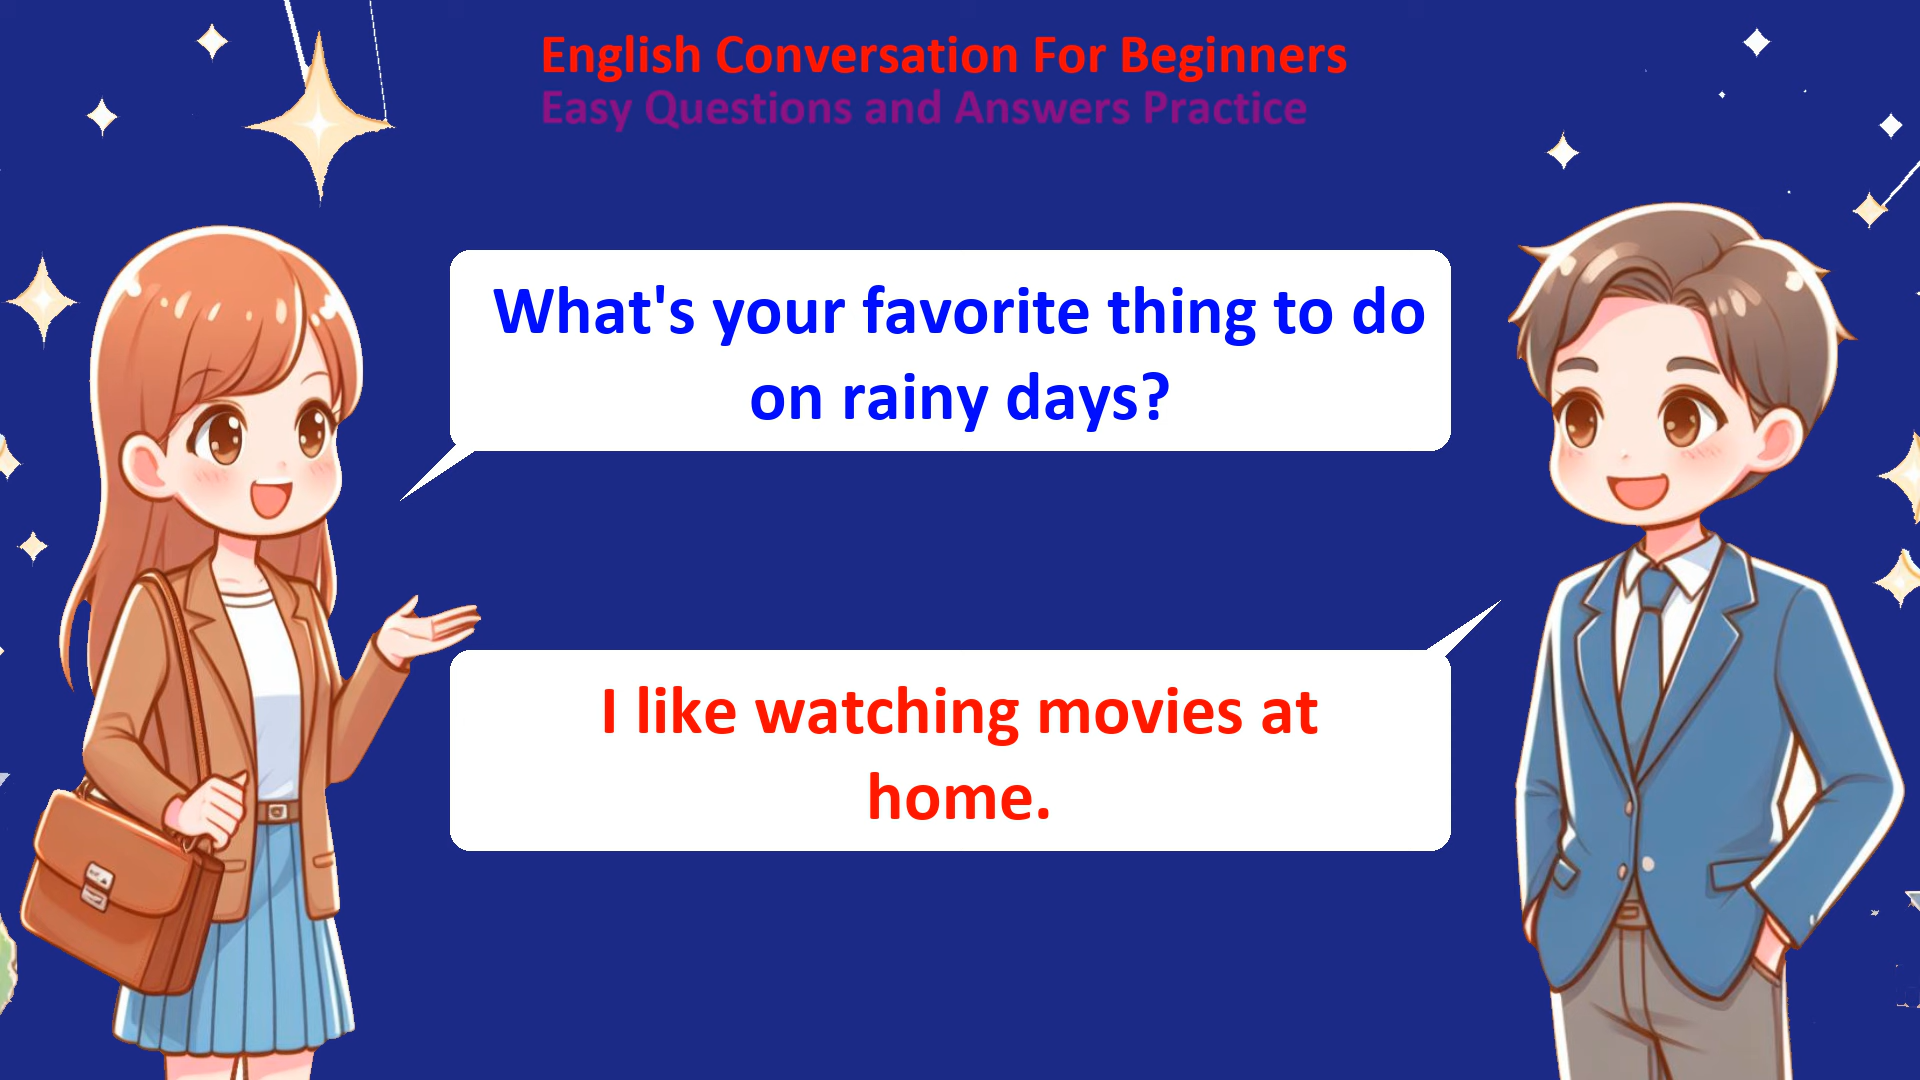 English Conversation For Beginners
Easy Questions and Answers Practice
What's your favorite thing to do
on rainy days?
I like watching movies at
home.